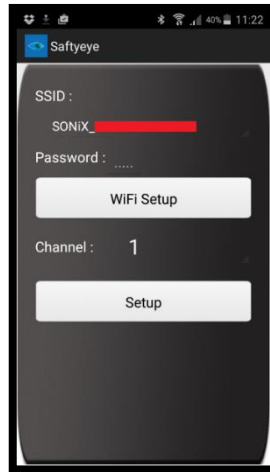 40% 11:22
Saftyeye
SSID :
SONiX_
Password : .....
WiFi Setup
Channel : 1
Setup